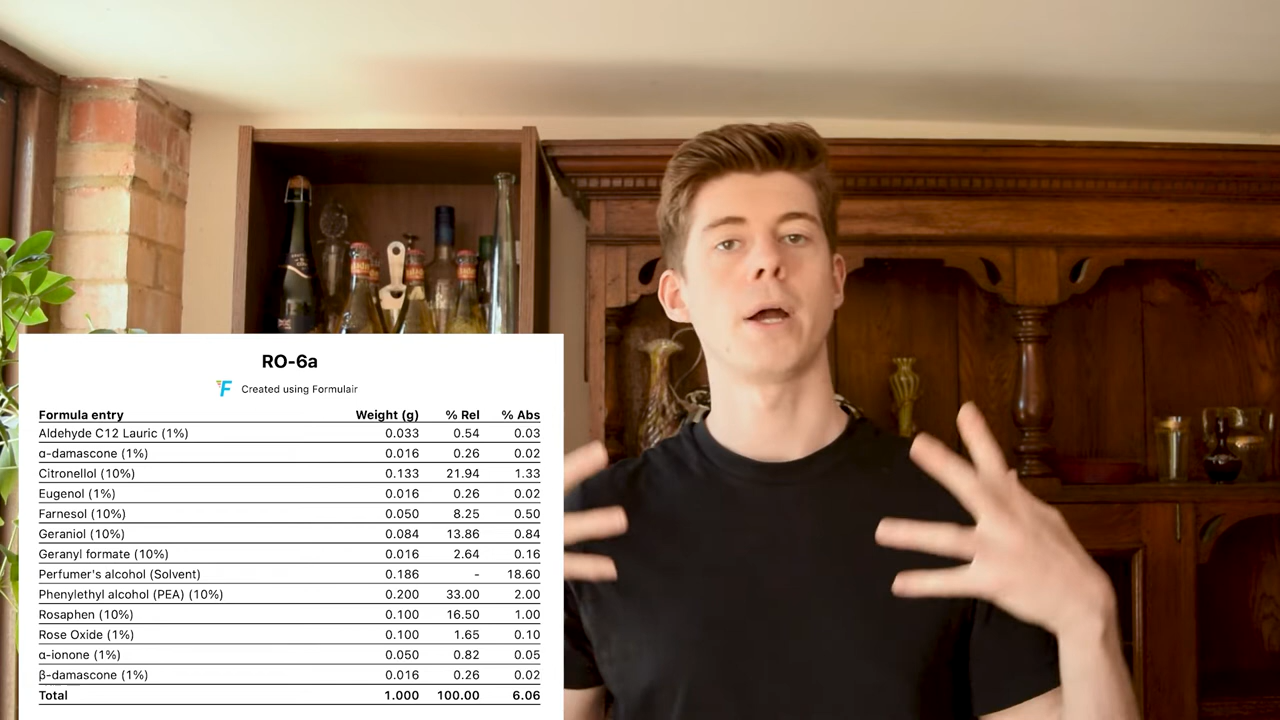 RO-6a
Created using Formulair
Formula entry Weight (g) % Rel % Abs
Aldehyde C12 Lauric (1%) 0.033 0.54 0.03
α-damascone (1%) 0.016 0.26 0.02
Citronellol (10%) 0.133 21.94 1.33
Eugenol (1%) 0.016 0.26 0.02
Farnesol (10%) 0.050 8.25 0.50
Geraniol (10%) 0.084 13.86 0.84
Geranyl formate (10%) 0.016 2.64 0.16
Perfumer's alcohol (Solvent) 0.186 - 18.60
Phenylethyl alcohol (PEA) (10%) 0.200 33.00 2.00
Rosaphen (10%) 0.100 16.50 1.00
Rose Oxide (1%) 0.100 1.65 0.10
α-ionone (1%) 0.050 0.82 0.05
β-damascone (1%) 0.016 0.26 0.02
Total 1.000 100.00 6.06